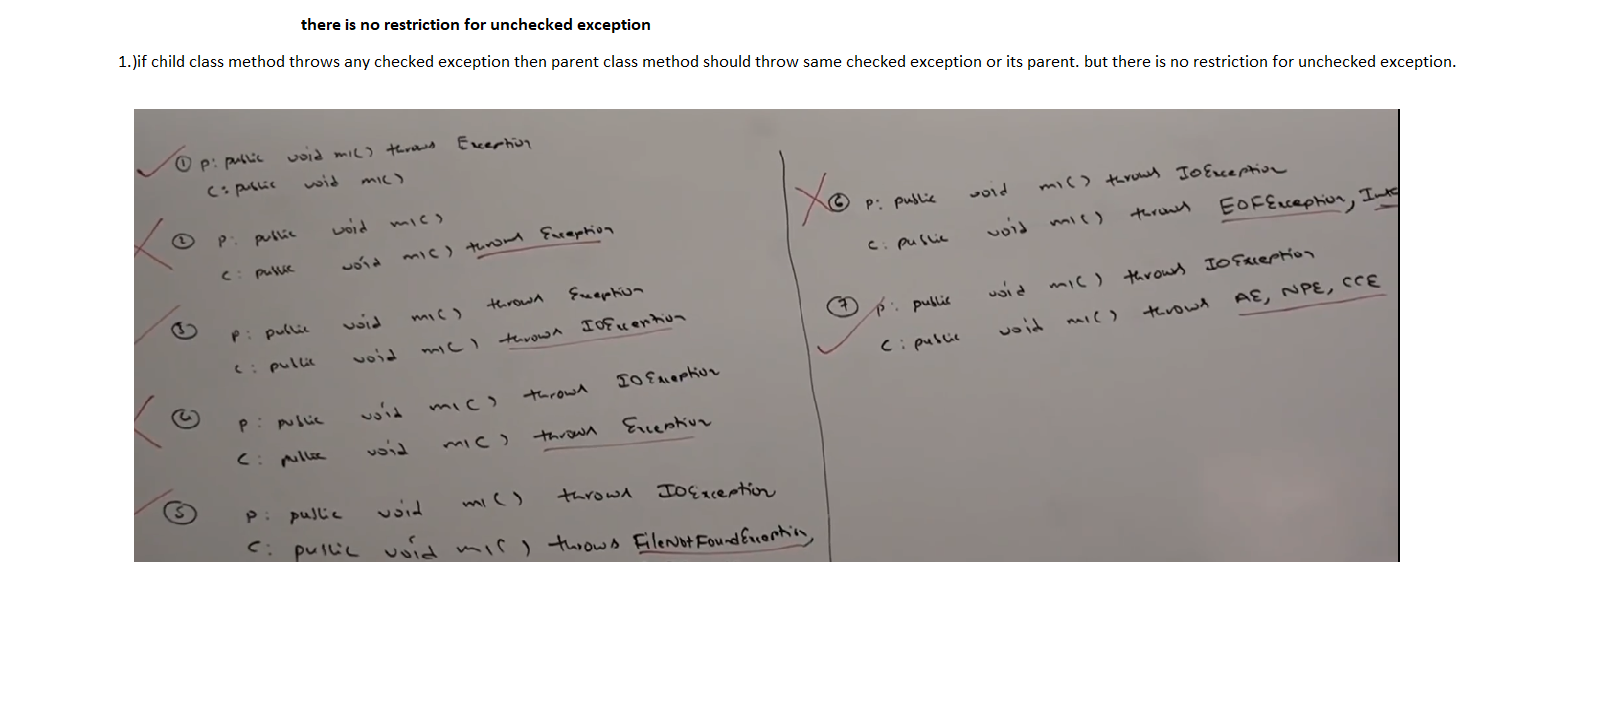 there is no restriction for unchecked exception
1.)if child class method throws any checked exception then parent class method should throw same checked exception or its parent. but there is no restriction for unchecked exception.
① P: public void m1() throws Exception
C: public void m1()
② P: public void m1()
C: public void m1() throws Exception
③ P: public void m1() throws Exception
C: public void m1() throws IOException
④ P: public void m1() throws IOException
C: public void m1() throws Exception
⑤ P: public void m1() throws IOException
C: public void m1() throws FileNotFoundException,
⑥ P: public void m1() throws IOException
C: public void m1() throws EOFException,
⑦ P: public void m1() throws IOException
C: public void m1() throws AE, NPE, CCE